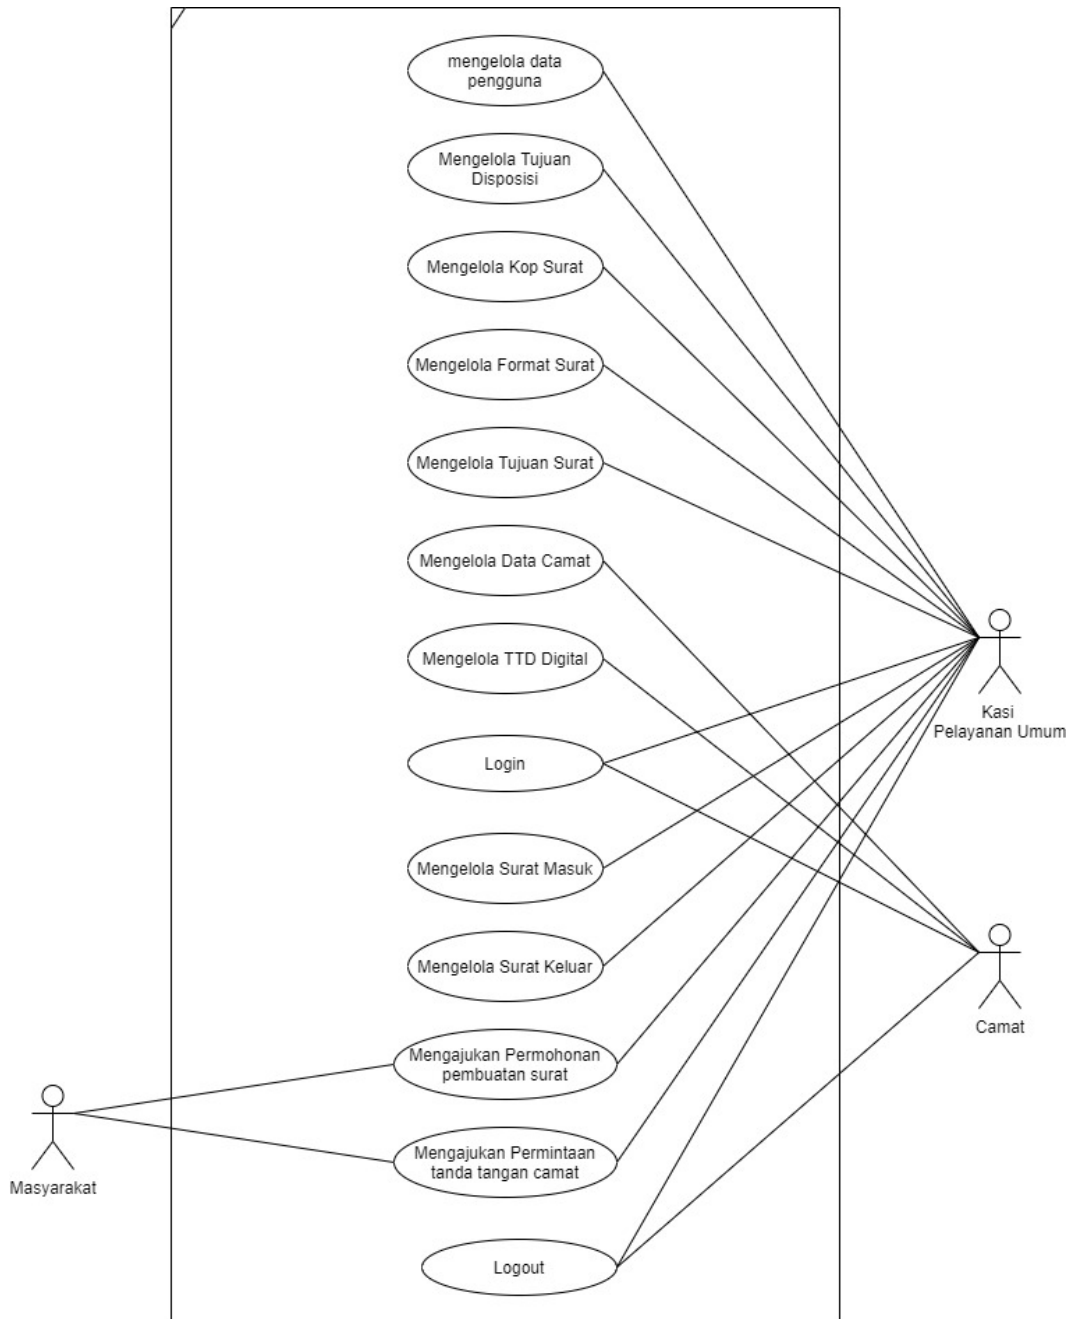 mengelola data
pengguna
Mengelola Tujuan
Disposisi
Mengelola Kop Surat
Mengelola Format Surat
Mengelola Tujuan Surat
Mengelola Data Camat
Mengelola TTD Digital
Login
Mengelola Surat Masuk
Mengelola Surat Keluar
Mengajukan Permohonan
pembuatan surat
Mengajukan Permintaan
tanda tangan camat
Logout
Masyarakat
Kasi
Pelayanan Umum
Camat